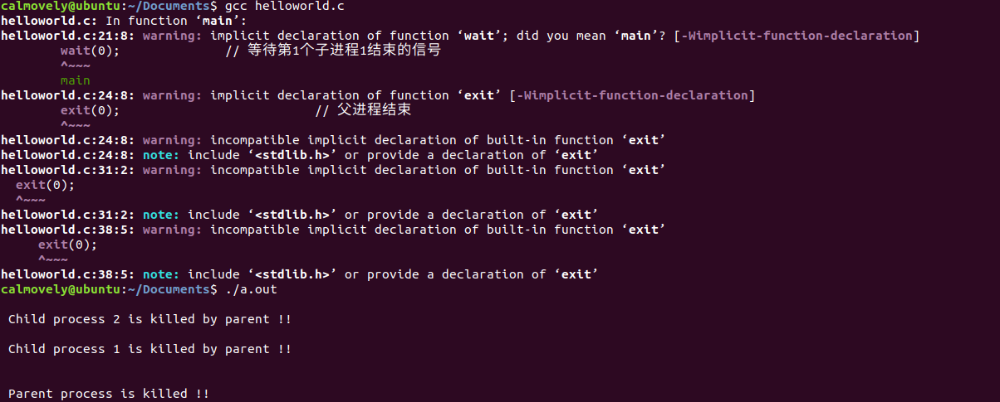 calmovely@ubuntu:~/Documents$ gcc helloworld.c
helloworld.c: In function ‘main’:
helloworld.c:21:8: warning: implicit declaration of function ‘wait’; did you mean ‘main’? [-Wimplicit-function-declaration]
        wait(0);              // 等待第1个子进程1结束的信号
        ^~~~
        main
helloworld.c:24:8: warning: implicit declaration of function ‘exit’ [-Wimplicit-function-declaration]
        exit(0);                          // 父进程结束
        ^~~~
helloworld.c:24:8: warning: incompatible implicit declaration of built-in function ‘exit’
helloworld.c:24:8: note: include ‘<stdlib.h>’ or provide a declaration of ‘exit’
helloworld.c:31:2: warning: incompatible implicit declaration of built-in function ‘exit’
  exit(0);
  ^~~~
helloworld.c:31:2: note: include ‘<stdlib.h>’ or provide a declaration of ‘exit’
helloworld.c:38:5: warning: incompatible implicit declaration of built-in function ‘exit’
     exit(0);
     ^~~~
helloworld.c:38:5: note: include ‘<stdlib.h>’ or provide a declaration of ‘exit’
calmovely@ubuntu:~/Documents$ ./a.out
 Child process 2 is killed by parent !!
 Child process 1 is killed by parent !!
 Parent process is killed !!